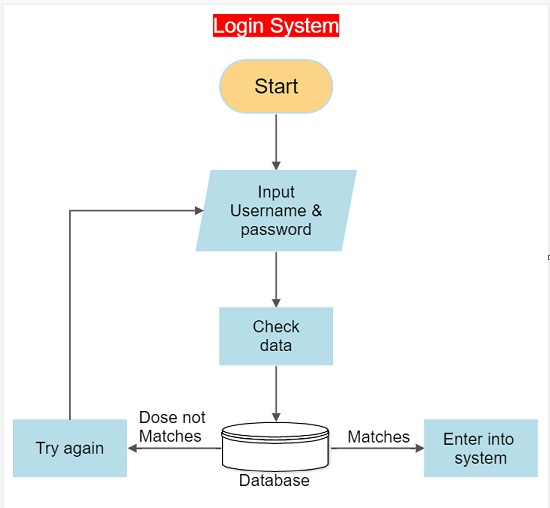 Login System
Start
Input
Username &
password
Check
data
Dose not
Matches
Matches
Try again
Enter into
system
Database